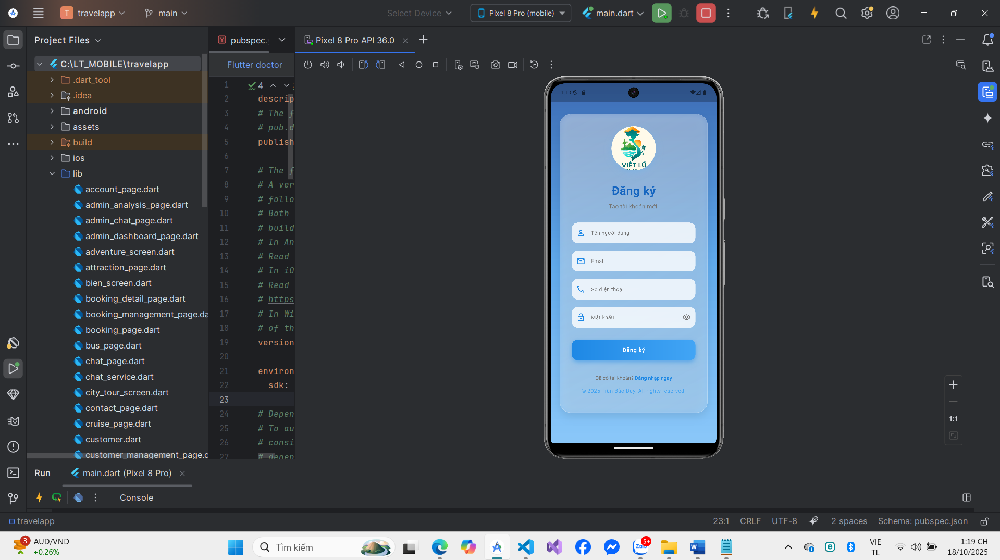 T travelapp
main
Select Device
Pixel 8 Pro (mobile)
main.dart
Project Files
pubspec.
Pixel 8 Pro API 36.0
C:\LT_MOBILE\travelapp
.dart_tool
.idea
android
assets
build
ios
lib
account_page.dart
admin_analysis_page.dart
admin_chat_page.dart
admin_dashboard_page.dart
adventure_screen.dart
attraction_page.dart
bien_screen.dart
booking_detail_page.dart
booking_management_page.da
booking_page.dart
bus_page.dart
chat_page.dart
chat_service.dart
city_tour_screen.dart
contact_page.dart
cruise_page.dart
customer.dart
customer_management_page.d
Flutter doctor
1 4
2 descrip
3 # The f
4 # pub.d
5 publish
6
7 # The f
8 # A ver
9 # follo
10 # Both
11 # build
12 # In An
13 # Read
14 # In iO
15 # Read
16 # https
17 # In Wi
18 # of th
19 version
20
21 environ
22 sdk:
23
24 # Depen
25 # To au
26 # consi
27 # depen
1:19
VIỆT LỮ
TRAVEL
Đăng ký
Tạo tài khoản mới!
Tên người dùng
Email
Số điện thoại
Mật khẩu
Đăng ký
Đã có tài khoản? Đăng nhập ngay
© 2025 Trần Bảo Duy. All rights reserved.
1:1
Run
main.dart (Pixel 8 Pro)
Console
travelapp
23:1 CRLF UTF-8 2 spaces Schema: pubspec.json
3 AUD/VND
+0,26%
Tìm kiếm
Zalo 5+
VIE
TL
1:19 CH
18/10/2025